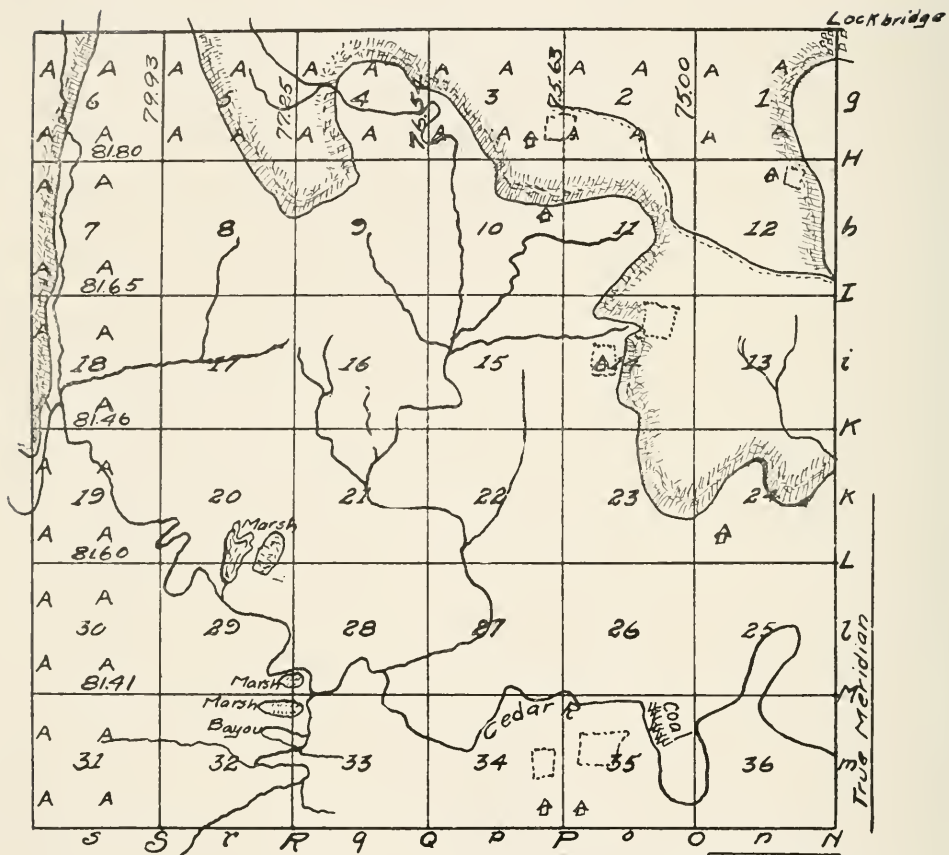 Lockbridge
A A A A A A A A A A
6 79.93 77.25 4 3 75.63 2 75.00 1 g
A A A A A A A A A A
81.80
H
A A A
7 8 9 10 11 12 h
A A
81.65
I
A A
18 17 16 15 A 14 13 i
A A
81.46
K
A A
19 20 21 22 23 24 K
Marsh
A A
81.60
L
A A
30 29 28 27 26 25 l
A A Marsh
81.41
M
Marsh Cedar R Coal
Bayou
A A
31 32 33 34 35 36 m
A A
True Meridian
s S r R q Q p P o O n N